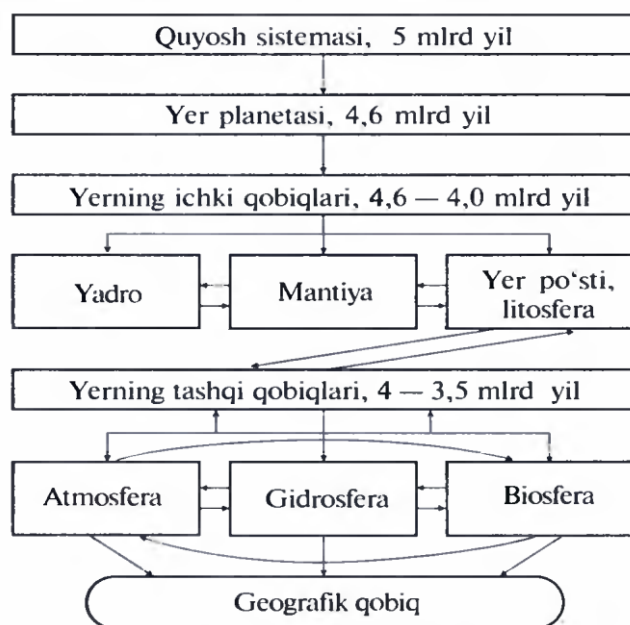 Quyosh sistemasi, 5 mlrd yil
Yer planetasi, 4,6 mlrd yil
Yerning ichki qobiqlari, 4,6 — 4,0 mlrd yil
Yadro
Mantiya
Yer po‘sti,
litosfera
Yerning tashqi qobiqlari, 4 — 3,5 mlrd yil
Atmosfera
Gidrosfera
Biosfera
Geografik qobiq